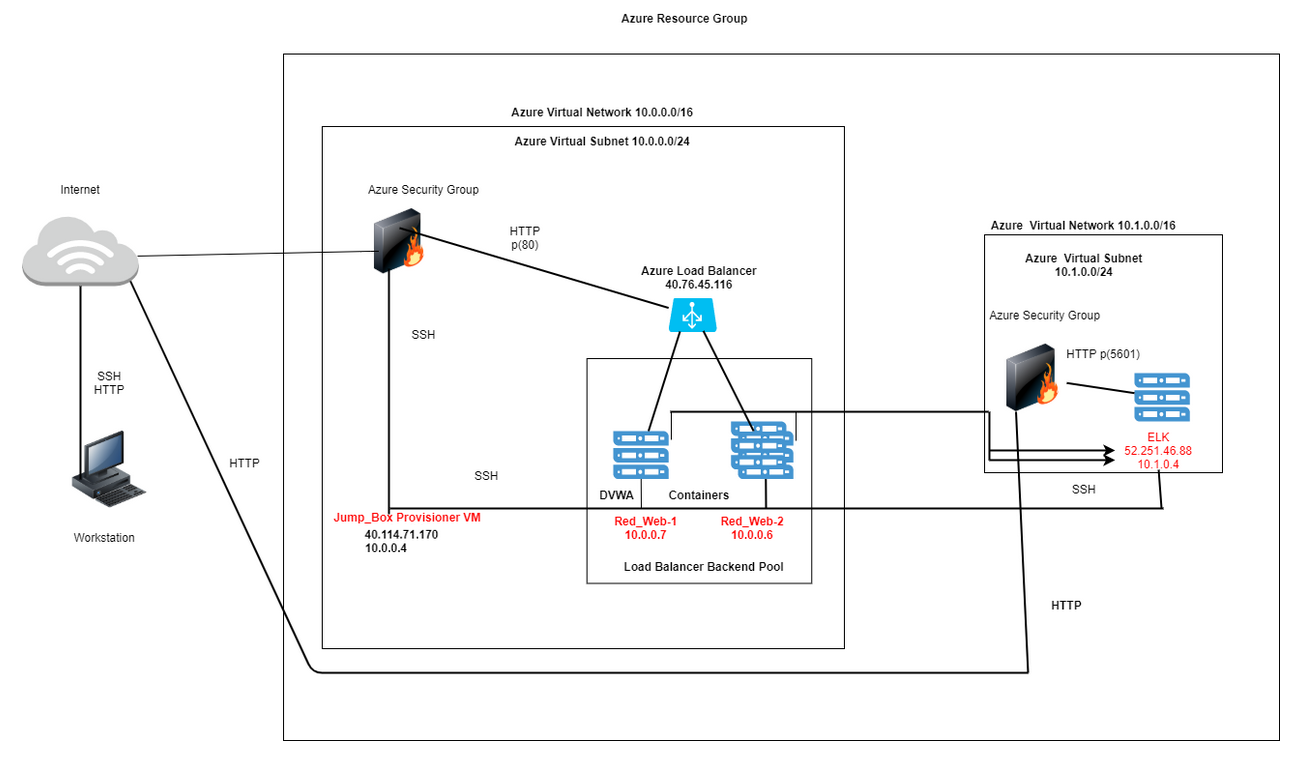 Azure Resource Group
Azure Virtual Network 10.0.0.0/16
Azure Virtual Subnet 10.0.0.0/24
Internet
Azure Security Group
HTTP
p(80)
Azure Load Balancer
40.76.45.116
Azure  Virtual Network 10.1.0.0/16
Azure  Virtual Subnet
10.1.0.0/24
Azure Security Group
HTTP p(5601)
SSH
SSH
HTTP
HTTP
SSH
ELK
52.251.46.88
10.1.0.4
SSH
DVWA
Containers
Jump_Box Provisioner VM
40.114.71.170
10.0.0.4
Red_Web-1
10.0.0.7
Red_Web-2
10.0.0.6
Workstation
Load Balancer Backend Pool
HTTP